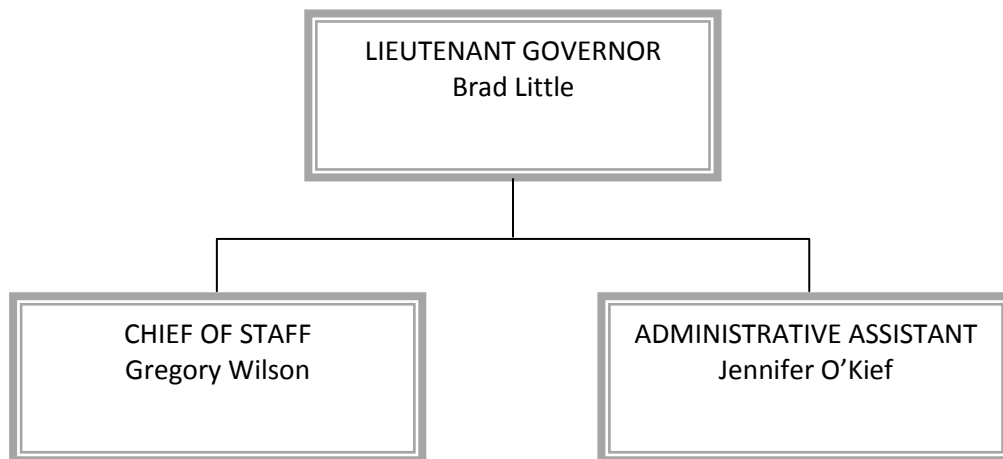 LIEUTENANT GOVERNOR
Brad Little
CHIEF OF STAFF
Gregory Wilson
ADMINISTRATIVE ASSISTANT
Jennifer O’Kief